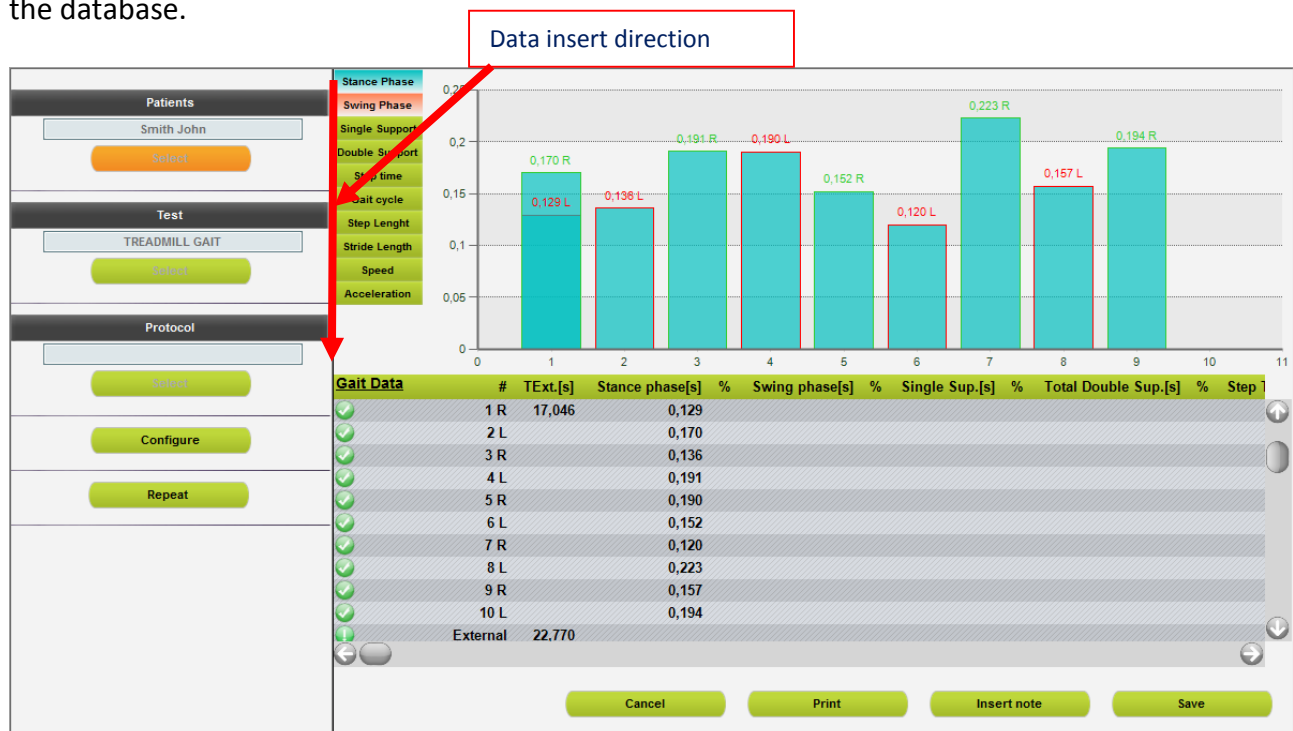 the database.
Data insert direction
Patients
Smith John
Select
Test
TREADMILL GAIT
Select
Protocol
Select
Configure
Repeat
Stance Phase
Swing Phase
Single Support
Double Support
Step time
Gait cycle
Step Lenght
Stride Length
Speed
Acceleration
0,25
0,2
0,15
0,1
0,05
0
0,170 R
0,129 L
0,136 L
0,191 R
0,190 L
0,152 R
0,120 L
0,223 R
0,157 L
0,194 R
0 1 2 3 4 5 6 7 8 9 10 11
Gait Data # TExt.[s] Stance phase[s] % Swing phase[s] % Single Sup.[s] % Total Double Sup.[s] % Step
1 R 17,046 0,129
2 L 0,170
3 R 0,136
4 L 0,191
5 R 0,190
6 L 0,152
7 R 0,120
8 L 0,223
9 R 0,157
10 L 0,194
External 22,770
Cancel Print Insert note Save